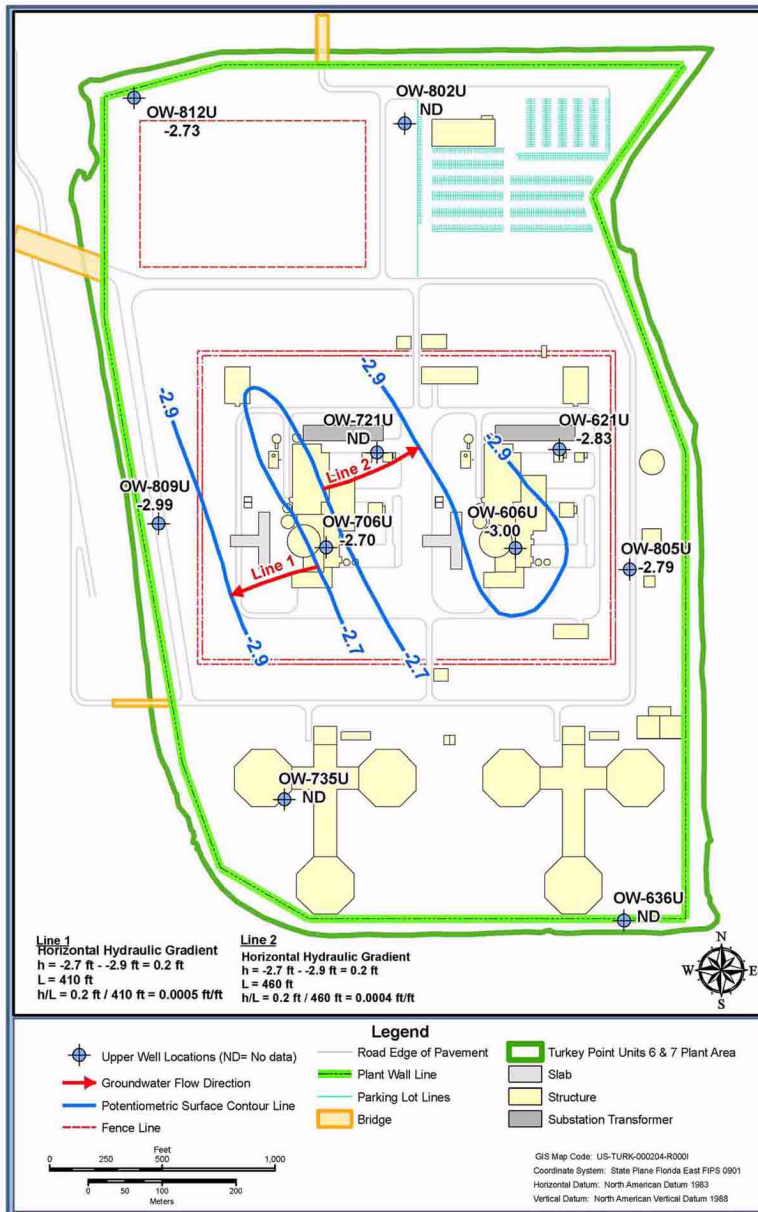 OW-812U
-2.73
OW-802U
ND
-2.9
-2.9
OW-721U
ND
OW-621U
-2.83
-2.9
Line 2
OW-809U
-2.99
OW-706U
-2.70
OW-606U
-3.00
OW-805U
-2.79
Line 1
-2.9
-2.7
-2.7
OW-735U
ND
OW-636U
ND
Line 1
Horizontal Hydraulic Gradient
h = -2.7 ft - -2.9 ft = 0.2 ft
L = 410 ft
h/L = 0.2 ft / 410 ft = 0.0005 ft/ft
Line 2
Horizontal Hydraulic Gradient
h = -2.7 ft - -2.9 ft = 0.2 ft
L = 460 ft
h/L = 0.2 ft / 460 ft = 0.0004 ft/ft
N
W E
S
Legend
Upper Well Locations (ND= No data)
Groundwater Flow Direction
Potentiometric Surface Contour Line
Fence Line
Road Edge of Pavement
Plant Wall Line
Parking Lot Lines
Bridge
Turkey Point Units 6 & 7 Plant Area
Slab
Structure
Substation Transformer
Feet
0 250 500 1,000
0 50 100 200
Meters
GIS Map Code: US-TURK-000204-R000I
Coordinate System: State Plane Florida East FIPS 0901
Horizontal Datum: North American Datum 1983
Vertical Datum: North American Vertical Datum 1988